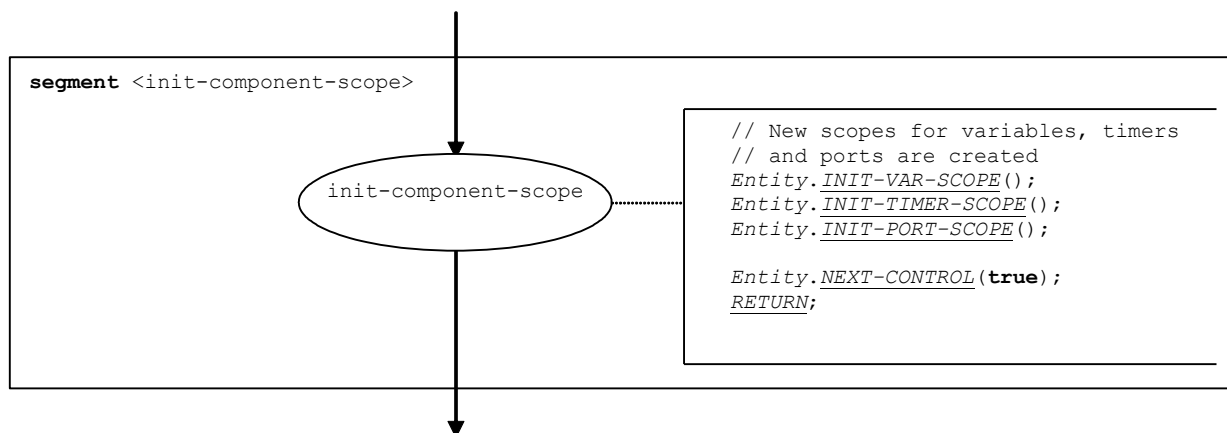 segment <init-component-scope>
// New scopes for variables, timers
// and ports are created
init-component-scope
Entity.INIT-VAR-SCOPE();
Entity.INIT-TIMER-SCOPE();
Entity.INIT-PORT-SCOPE();
Entity.NEXT-CONTROL(true);
RETURN;